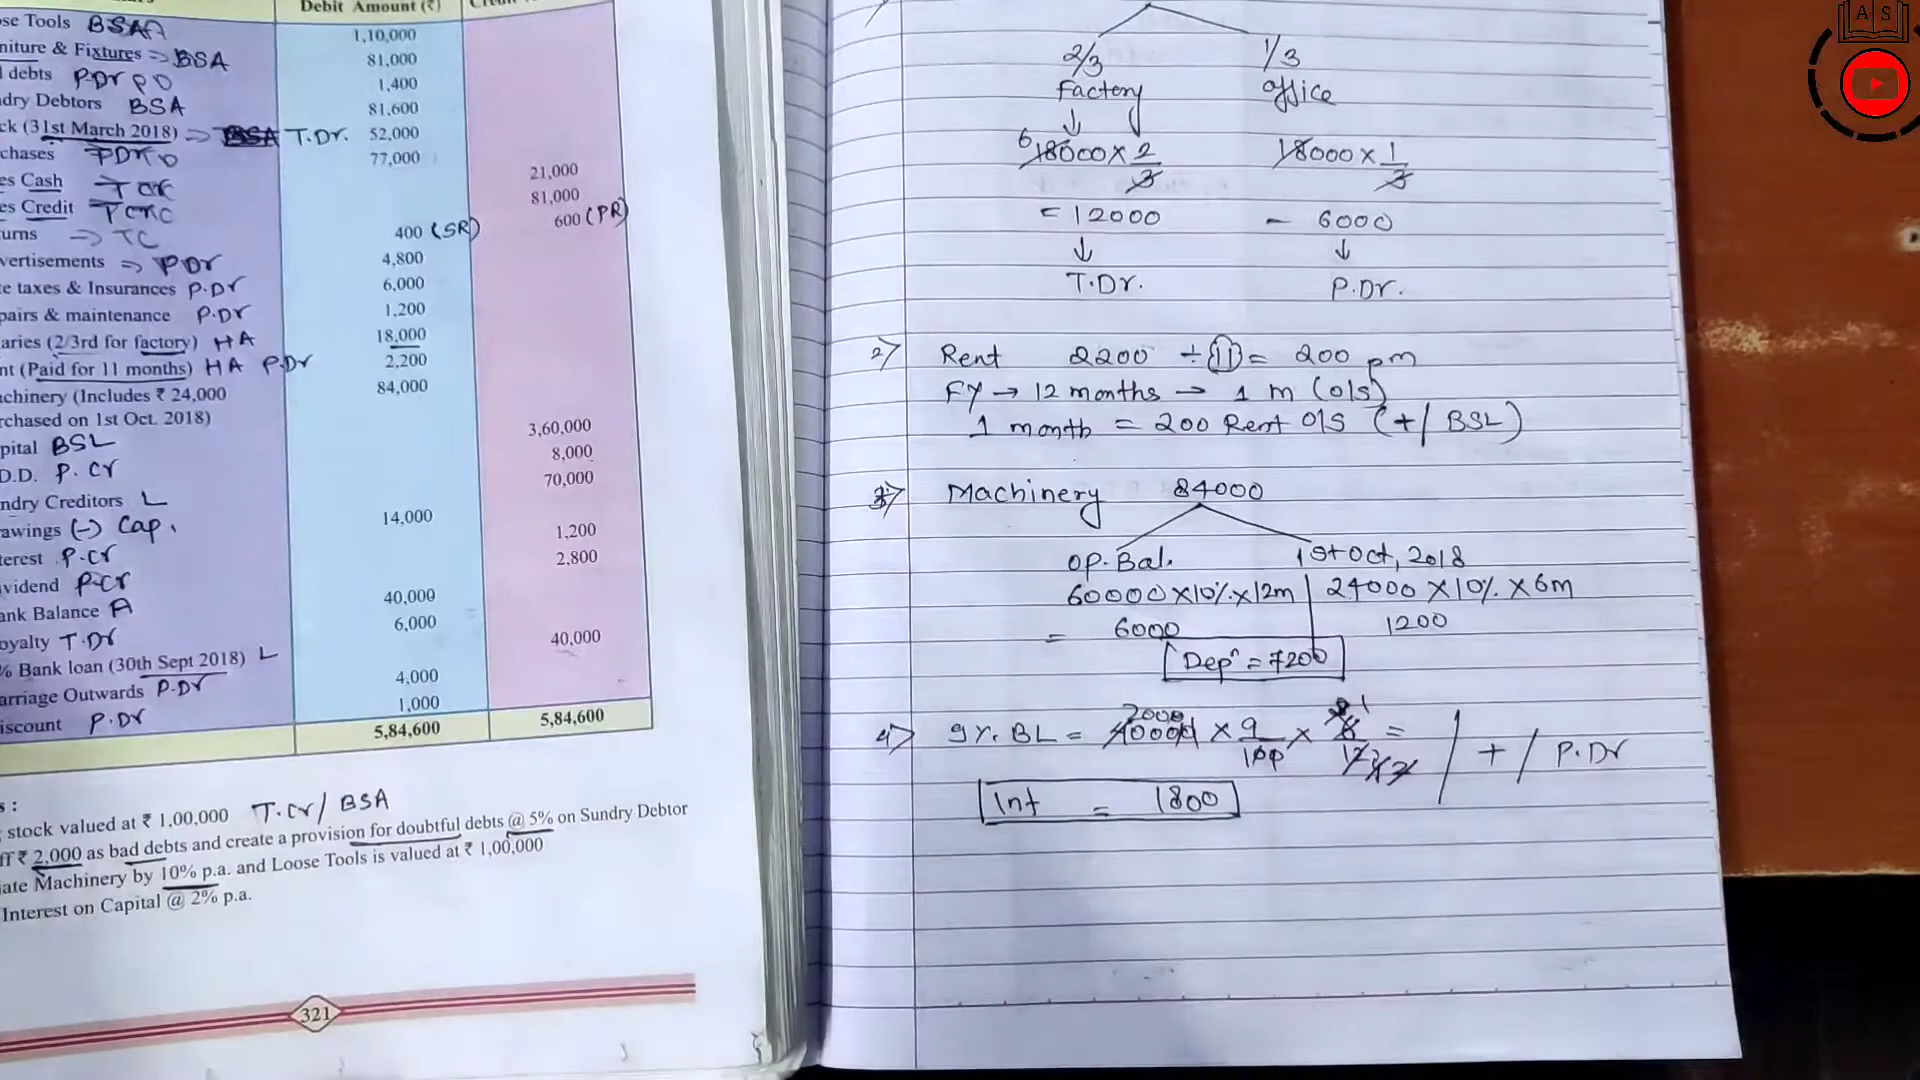 Debit Amount (₹)
ose Tools BSA 1,10,000
niture & Fixtures => BSA 81,000
debts P.Dr 1,400
dry Debtors BSA 81,600
ck (31st March 2018) => T.Dr. 52,000
chases 77,000
es Cash 21,000
es Credit 81,000
urns -> TC 400 (SR) 600 (PR)
vertisements => P Dr 4,800
te taxes & Insurances P.Dr 6,000
pairs & maintenance P.Dr 1,200
aries (2/3rd for factory) HA 18,000
nt (Paid for 11 months) HA P.Dr 2,200
chinery (Includes ₹ 24,000 84,000
rchased on 1st Oct. 2018)
pital BSL 3,60,000
D.D. P. Cr 8,000
ndry Creditors L 70,000
awings (-) Cap. 14,000
terest P.Cr 1,200
vidend P.Cr 2,800
ank Balance A 40,000
oyalty T.Dr 6,000
% Bank loan (30th Sept 2018) L 40,000
arriage Outwards P.Dr 4,000
iscount P.Dr 1,000
5,84,600 5,84,600
s :
stock valued at ₹ 1,00,000 T.Cr/ BSA
ff ₹ 2,000 as bad debts and create a provision for doubtful debts @ 5% on Sundry Debtor
iate Machinery by 10% p.a. and Loose Tools is valued at ₹ 1,00,000
Interest on Capital @ 2% p.a.
321
2/3 1/3
Factory office
↓
6
18000 x 2/3 18000 x 1/3
= 12000 - 6000
↓ ↓
T.Dr. P.Dr.
2) Rent 2200 ÷ 11 = 200 pm
FY → 12 months → 1 m (o/s)
1 month = 200 Rent O/S (+/ BSL)
3) Machinery 84000
OP. Bal. 1st Oct, 2018
60000 x 10% x 12m | 24000 x 10% x 6m
= 6000 1200
Depn = 7200
2000
4) 9%. BL = 40000 x 9/100 x 6/12 = / + / P.Dr
Int = 1800
A S